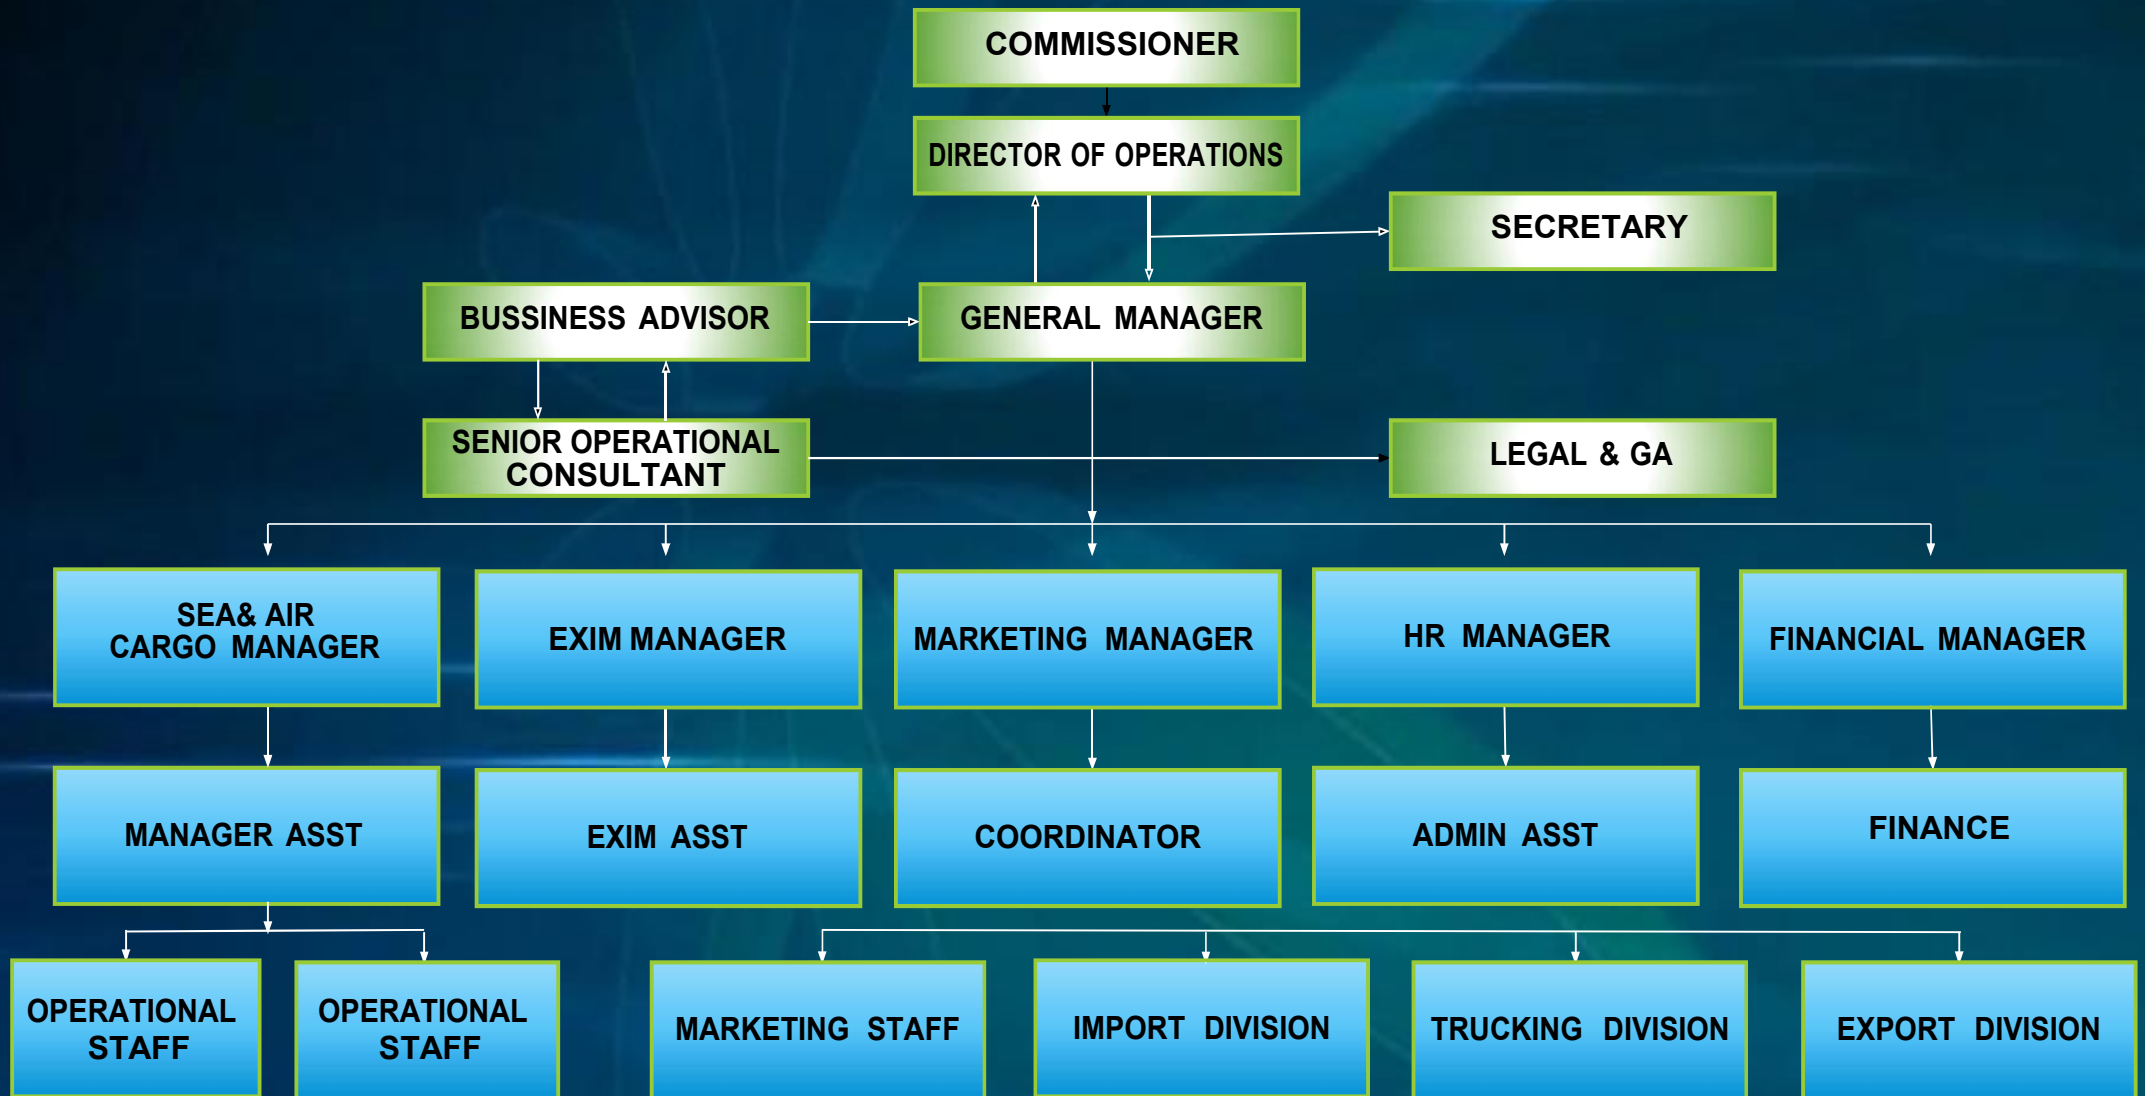 COMMISSIONER
DIRECTOR OF OPERATIONS
SECRETARY
BUSSINESS ADVISOR
GENERAL MANAGER
SENIOR OPERATIONAL
CONSULTANT
LEGAL & GA
SEA& AIR
CARGO MANAGER
EXIM MANAGER
MARKETING MANAGER
HR MANAGER
FINANCIAL MANAGER
MANAGER ASST
EXIM ASST
COORDINATOR
ADMIN ASST
FINANCE
OPERATIONAL
STAFF
OPERATIONAL
STAFF
MARKETING STAFF
IMPORT DIVISION
TRUCKING DIVISION
EXPORT DIVISION